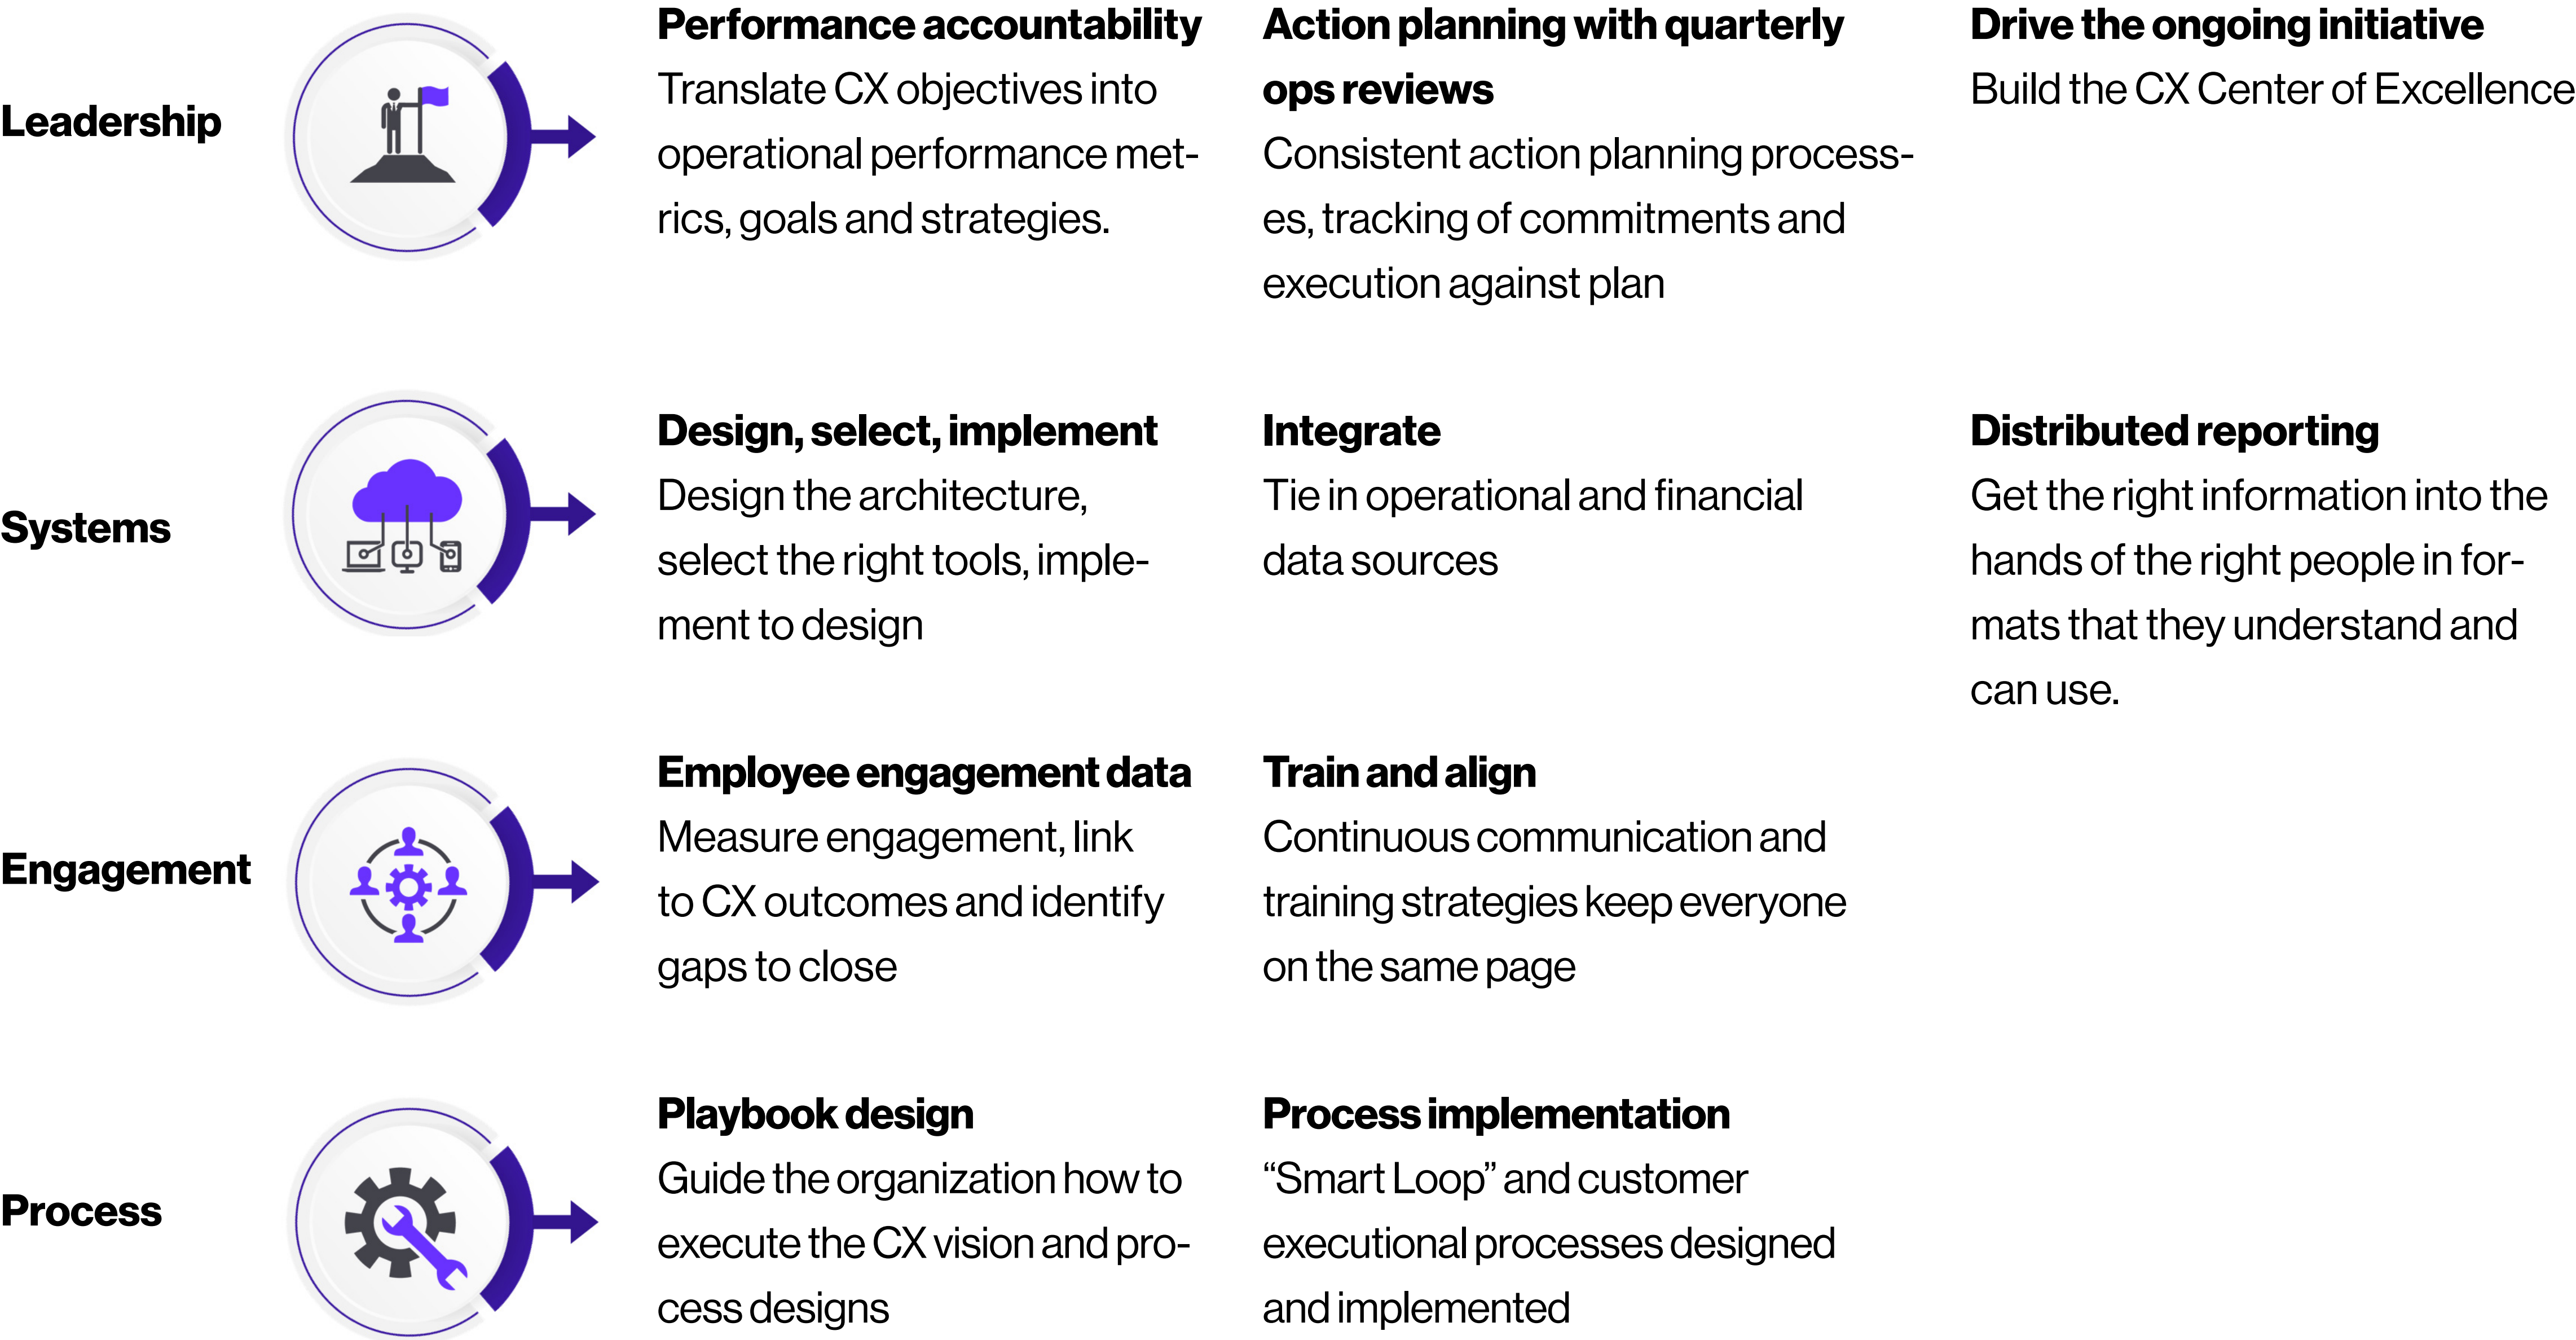 Leadership
Performance accountability
Translate CX objectives into
operational performance met-
rics, goals and strategies.
Action planning with quarterly
ops reviews
Consistent action planning process-
es, tracking of commitments and
execution against plan
Drive the ongoing initiative
Build the CX Center of Excellence
Systems
Design, select, implement
Design the architecture,
select the right tools, imple-
ment to design
Integrate
Tie in operational and financial
data sources
Distributed reporting
Get the right information into the
hands of the right people in for-
mats that they understand and
can use.
Engagement
Employee engagement data
Measure engagement, link
to CX outcomes and identify
gaps to close
Train and align
Continuous communication and
training strategies keep everyone
on the same page
Process
Playbook design
Guide the organization how to
execute the CX vision and pro-
cess designs
Process implementation
“Smart Loop” and customer
executional processes designed
and implemented